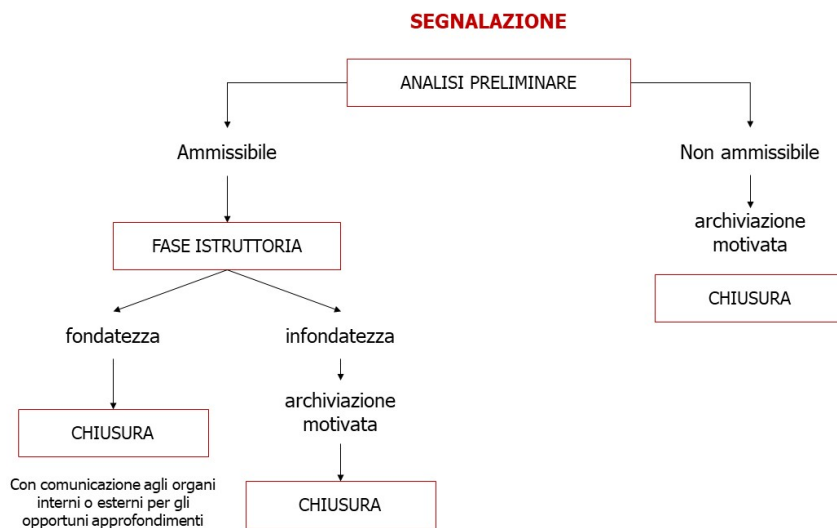 SEGNALAZIONE
ANALISI PRELIMINARE
Ammissibile
Non ammissibile
archiviazione
motivata
FASE ISTRUTTORIA
CHIUSURA
fondatezza
infondatezza
archiviazione
motivata
CHIUSURA
Con comunicazione agli organi
interni o esterni per gli
opportuni approfondimenti
CHIUSURA